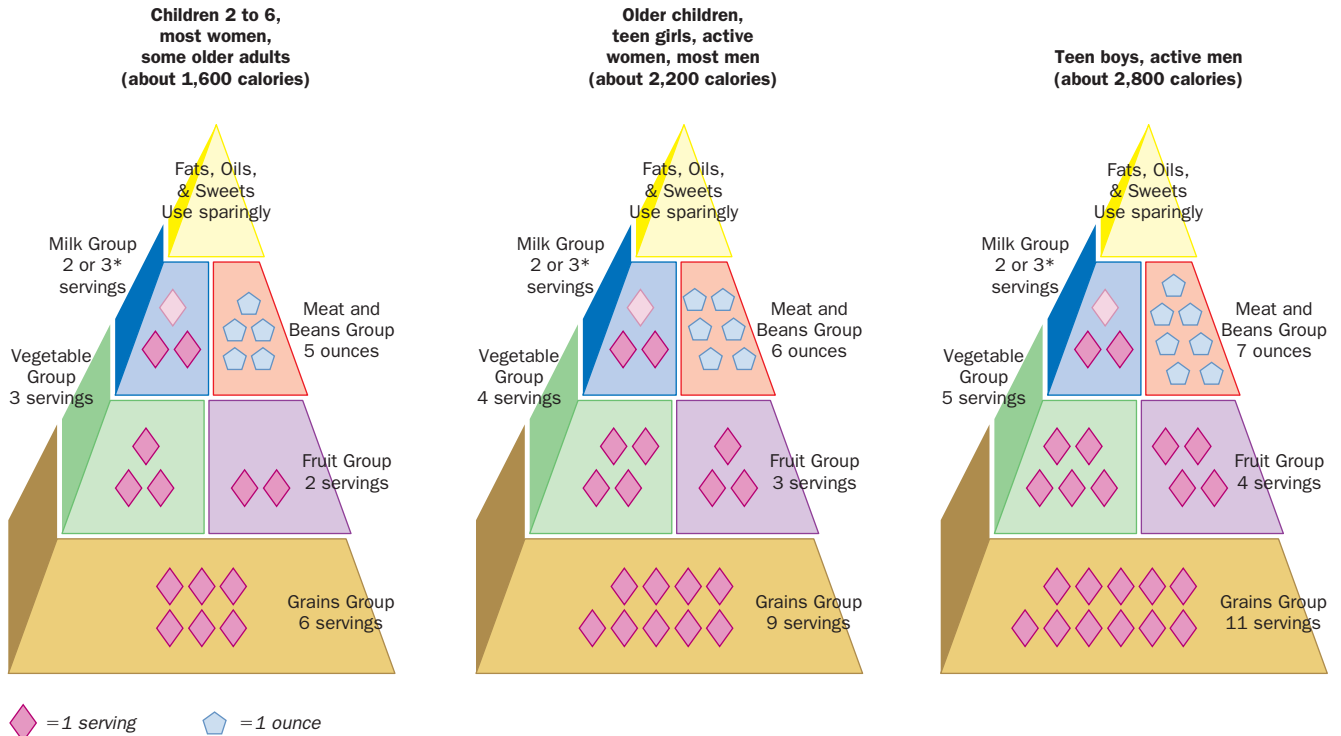 Children 2 to 6,
most women,
some older adults
(about 1,600 calories)
Fats, Oils,
& Sweets
Use sparingly
Milk Group
2 or 3*
servings
Meat and
Beans Group
5 ounces
Vegetable
Group
3 servings
Fruit Group
2 servings
Grains Group
6 servings
Older children,
teen girls, active
women, most men
(about 2,200 calories)
Fats, Oils,
& Sweets
Use sparingly
Milk Group
2 or 3*
servings
Meat and
Beans Group
6 ounces
Vegetable
Group
4 servings
Fruit Group
3 servings
Grains Group
9 servings
Teen boys, active men
(about 2,800 calories)
Fats, Oils,
& Sweets
Use sparingly
Milk Group
2 or 3*
servings
Meat and
Beans Group
7 ounces
Vegetable
Group
5 servings
Fruit Group
4 servings
Grains Group
11 servings
=1 serving
=1 ounce